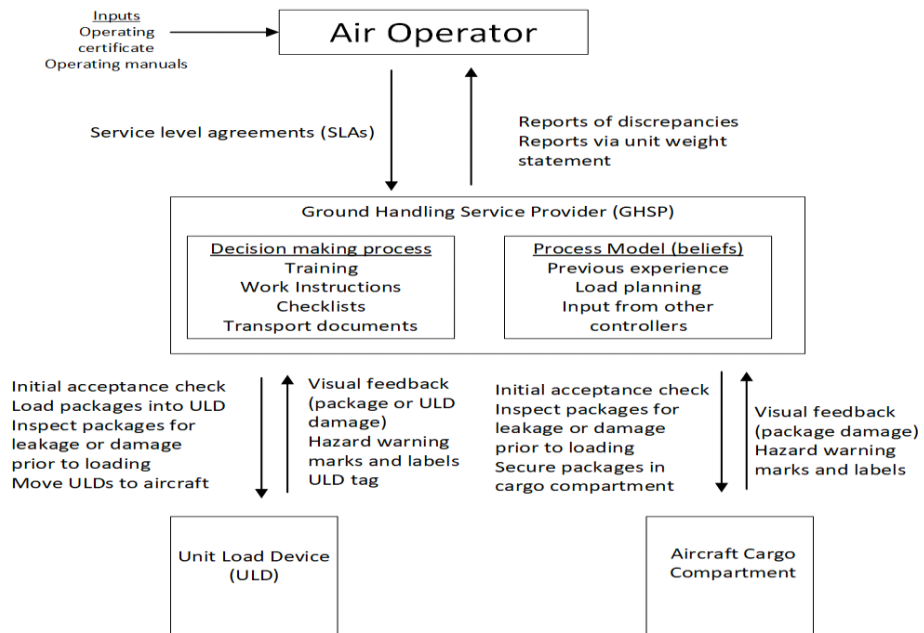 Inputs
Operating
certificate
Operating manuals
Air Operator
Service level agreements (SLAs)
Reports of discrepancies
Reports via unit weight
statement
Ground Handling Service Provider (GHSP)
Decision making process
Training
Work Instructions
Checklists
Transport documents
Process Model (beliefs)
Previous experience
Load planning
Input from other
controllers
Initial acceptance check
Load packages into ULD
Inspect packages for
leakage or damage
prior to loading
Move ULDs to aircraft
Visual feedback
(package or ULD
damage)
Hazard warning
marks and labels
ULD tag
Initial acceptance check
Inspect packages for
leakage or damage
prior to loading
Secure packages in
cargo compartment
Visual feedback
(package damage)
Hazard warning
marks and labels
Unit Load Device
(ULD)
Aircraft Cargo
Compartment